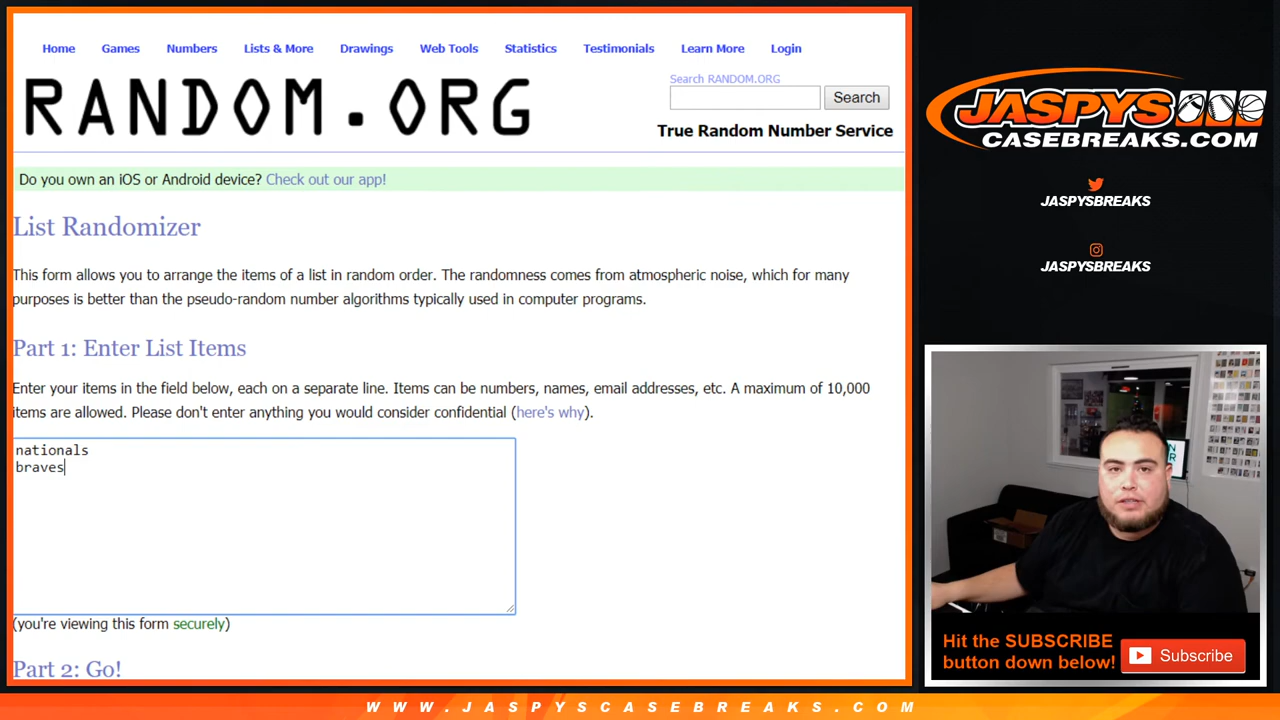 Home Games Numbers Lists & More Drawings Web Tools Statistics Testimonials Learn More Login
RANDOM.ORG
Search RANDOM.ORG
Search
True Random Number Service
Do you own an iOS or Android device? Check out our app!
List Randomizer
This form allows you to arrange the items of a list in random order. The randomness comes from atmospheric noise, which for many
purposes is better than the pseudo-random number algorithms typically used in computer programs.
Part 1: Enter List Items
Enter your items in the field below, each on a separate line. Items can be numbers, names, email addresses, etc. A maximum of 10,000
items are allowed. Please don't enter anything you would consider confidential (here's why).
nationals
braves
(you're viewing this form securely)
Part 2: Go!
JASPYS
CASEBREAKS.COM
JASPYSBREAKS
JASPYSBREAKS
Hit the SUBSCRIBE
button down below!
Subscribe
WWW.JASPYSCASEBREAKS.COM